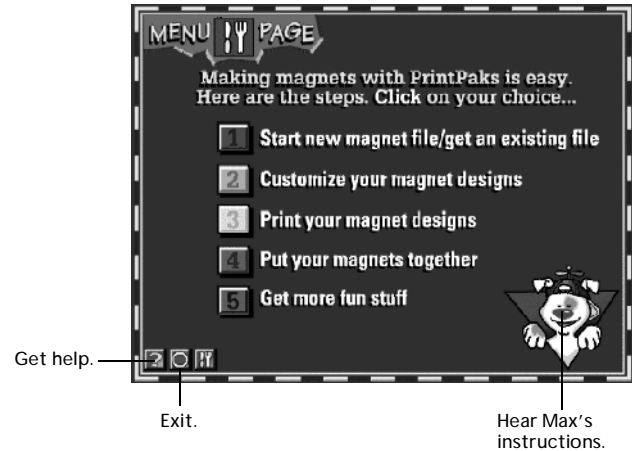 MENU PAGE
Making magnets with PrintPaks is easy.
Here are the steps. Click on your choice...
1 Start new magnet file/get an existing file
2 Customize your magnet designs
3 Print your magnet designs
4 Put your magnets together
5 Get more fun stuff
Get help.
?
Exit.
Hear Max's
instructions.